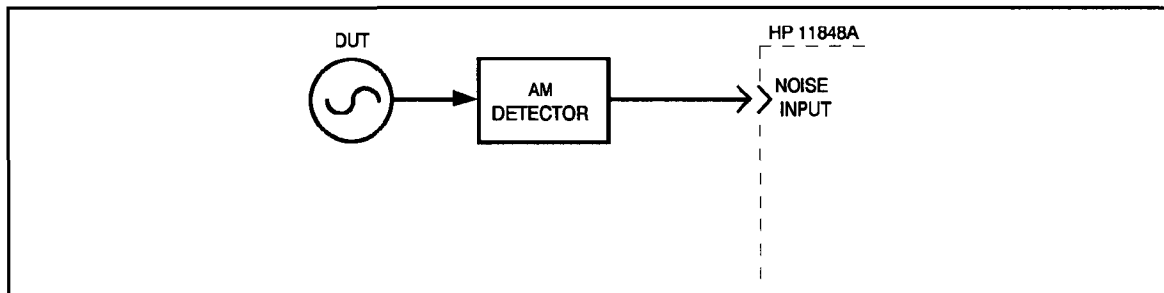 DUT
AM
DETECTOR
HP 11848A
NOISE
INPUT